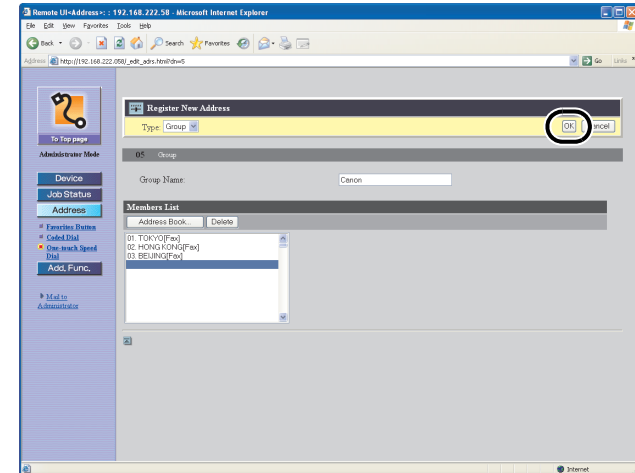 Remote UI<Address>: : 192.168.222.58 - Microsoft Internet Explorer
File Edit View Favorites Tools Help
Back Search Favorites
Address http://192.168.222.058/_edit_adrs.html?dn=5 Go Links
To Top page
Administrator Mode
Device
Job Status
Address
Favorites Button
Coded Dial
One-touch Speed
Dial
Add. Func.
Mail to
Administrator
Register New Address
Type: Group
OK Cancel
05 Group
Group Name: Canon
Members List
Address Book... Delete
01. TOKYO[Fax]
02. HONG KONG[Fax]
03. BEIJING[Fax]
Internet